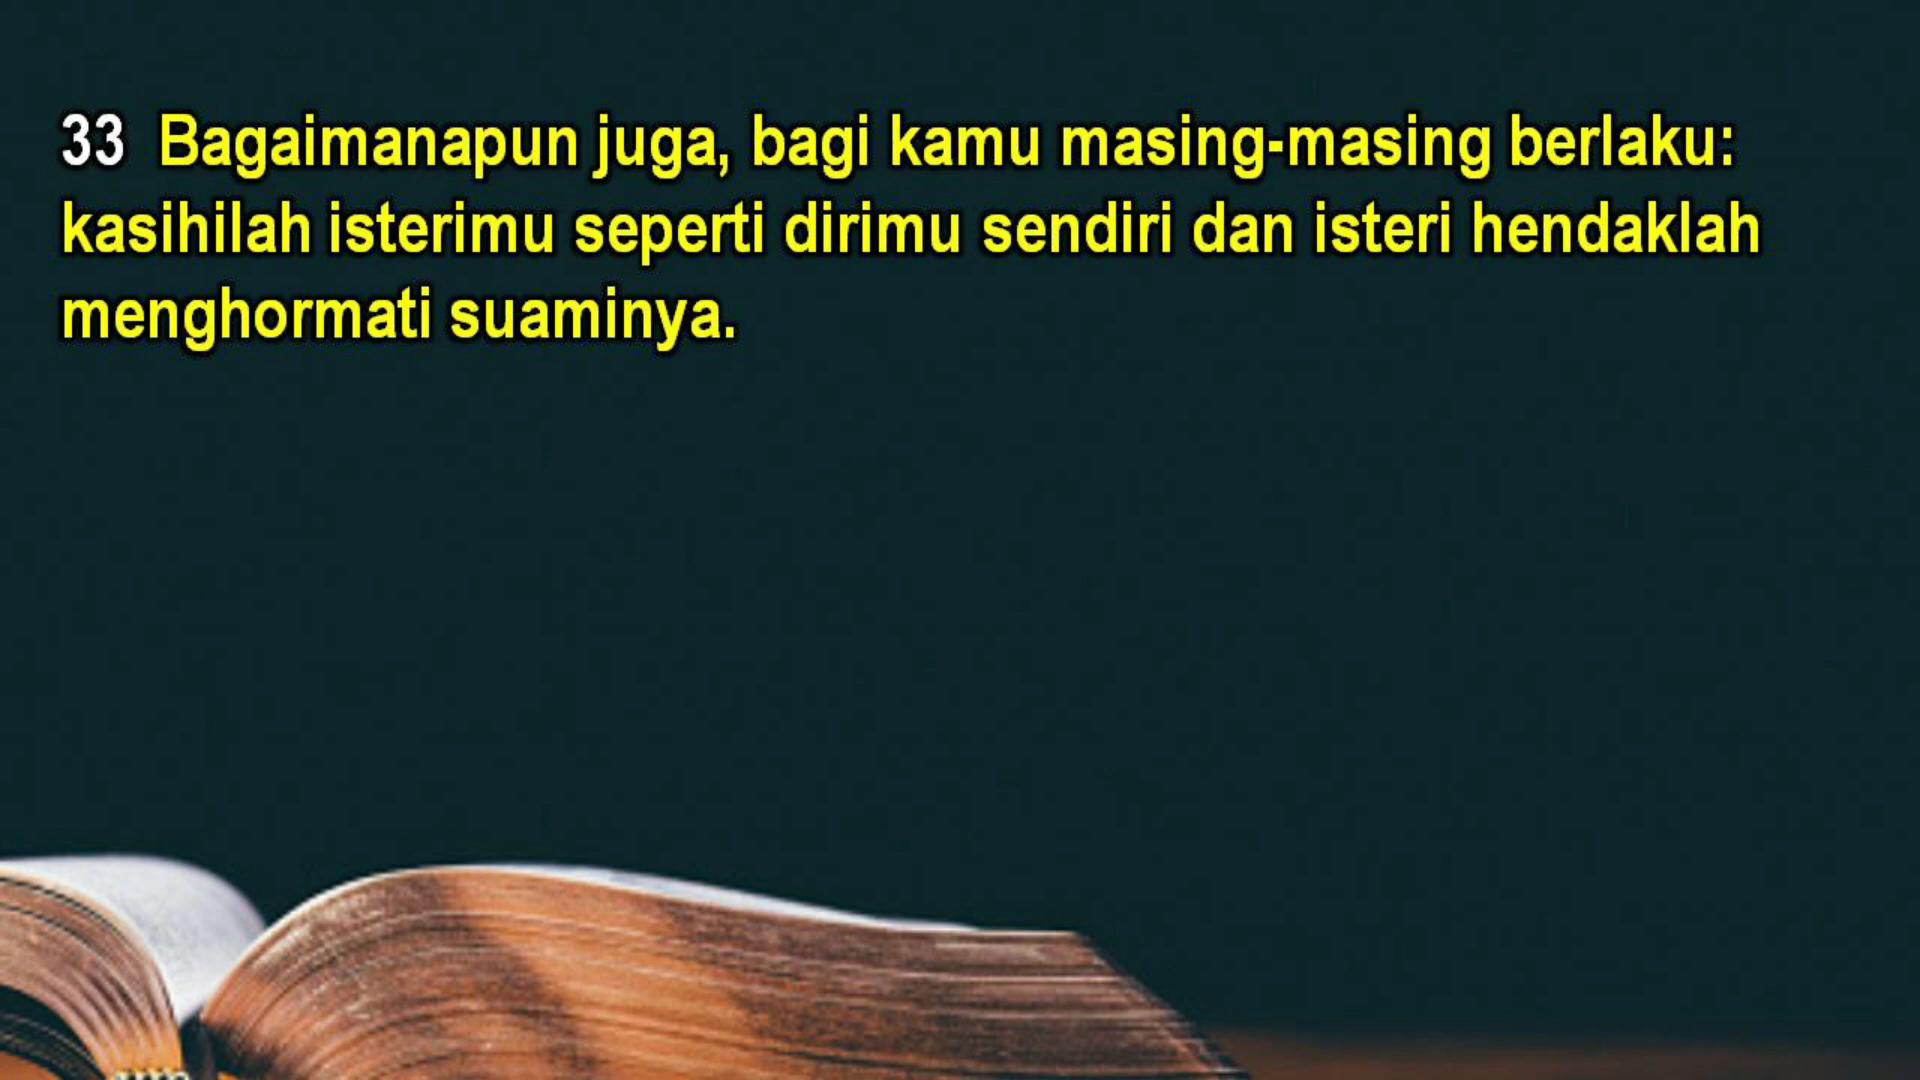 33 Bagaimanapun juga, bagi kamu masing-masing berlaku:
kasihilah isterimu seperti dirimu sendiri dan isteri hendaklah
menghormati suaminya.